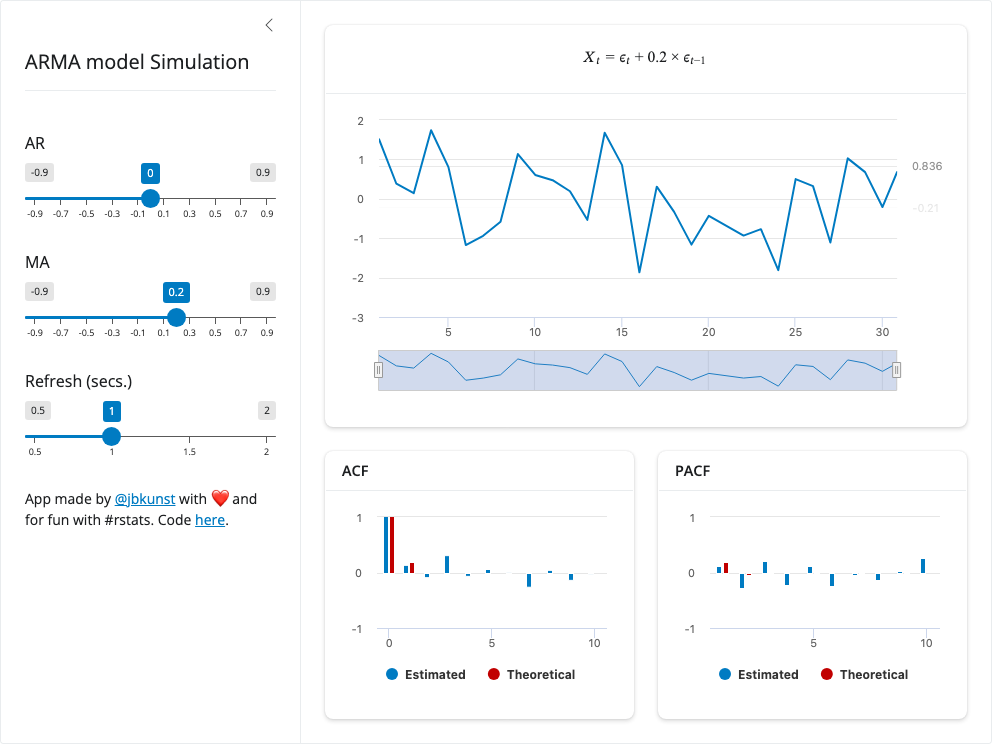 ARMA model Simulation
AR
-0.9 0 0.9
-0.9 -0.7 -0.5 -0.3 -0.1 0.1 0.3 0.5 0.7 0.9
MA
-0.9 0.2 0.9
-0.9 -0.7 -0.5 -0.3 -0.1 0.1 0.3 0.5 0.7 0.9
Refresh (secs.)
0.5 1 2
0.5 1 1.5 2
App made by @jbkunst with ❤️ and
for fun with #rstats. Code here.
X_t = ϵ_t + 0.2 × ϵ_{t−1}
2
1
0
-1
-2
-3
0.836
-0.21
5 10 15 20 25 30
ACF
1
0
-1
0 5 10
Estimated Theoretical
PACF
1
0
-1
5 10
Estimated Theoretical